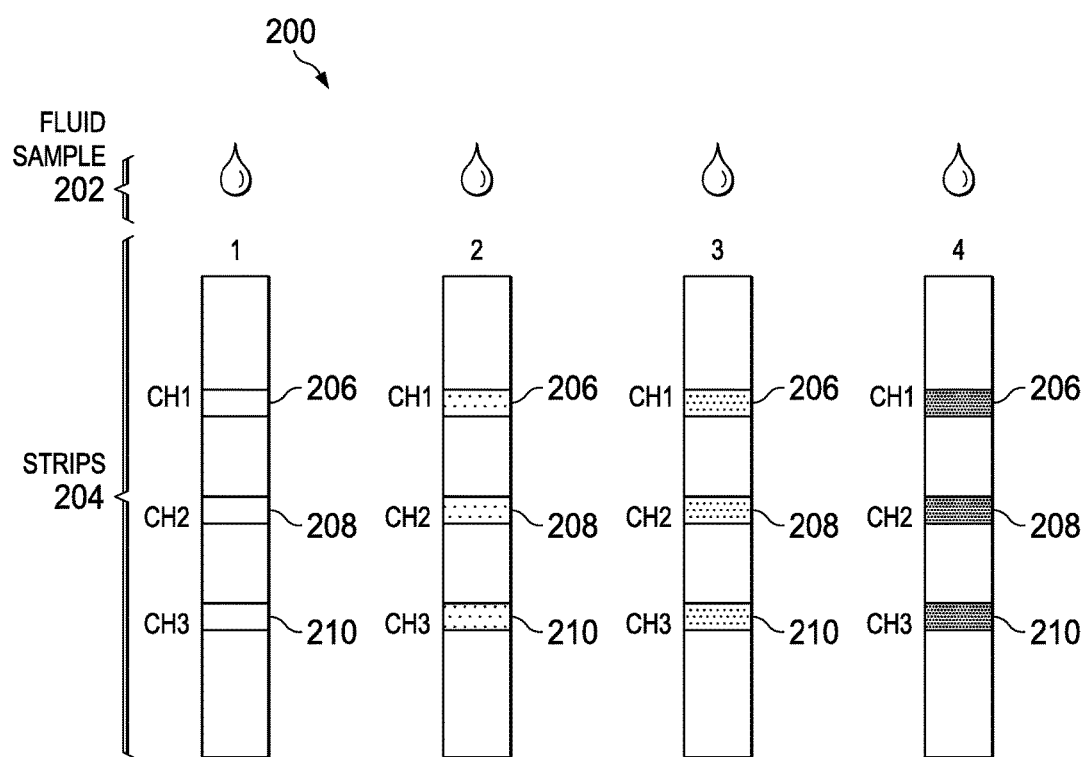 200
FLUID
SAMPLE
202
1 2 3 4
CH1 206 CH1 206 CH1 206 CH1 206
STRIPS
204
CH2 208 CH2 208 CH2 208 CH2 208
CH3 210 CH3 210 CH3 210 CH3 210